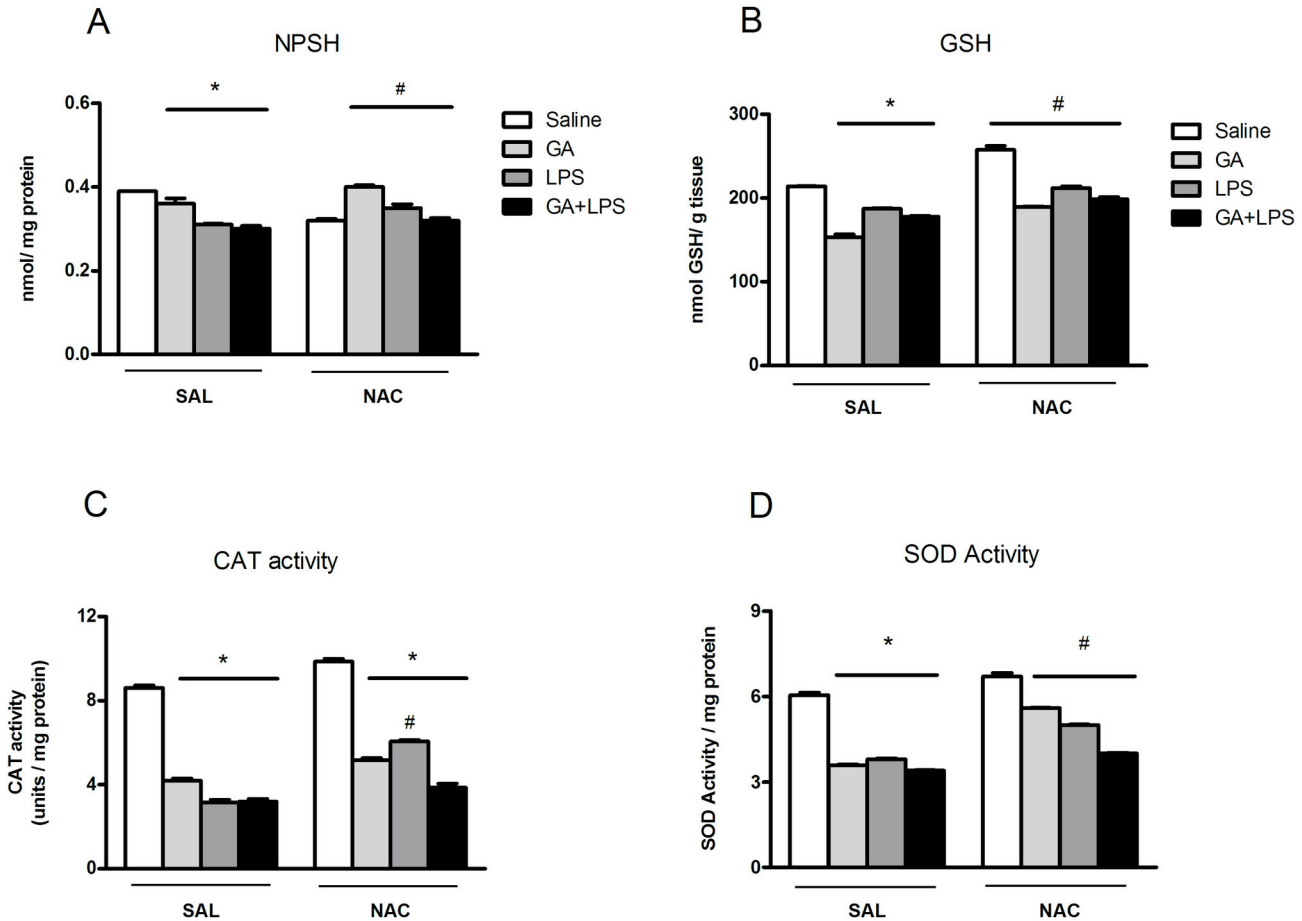 A
NPSH
*
#
0.6
0.4
0.2
0.0
nmol/ mg protein
SAL
NAC
Saline
GA
LPS
GA+LPS
B
GSH
*
#
300
200
100
0
nmol GSH/ g tissue
SAL
NAC
Saline
GA
LPS
GA+LPS
C
CAT activity
*
*
#
12
8
4
0
CAT activity
(units / mg protein)
SAL
NAC
D
SOD Activity
*
#
9
6
3
0
SOD Activity / mg protein
SAL
NAC